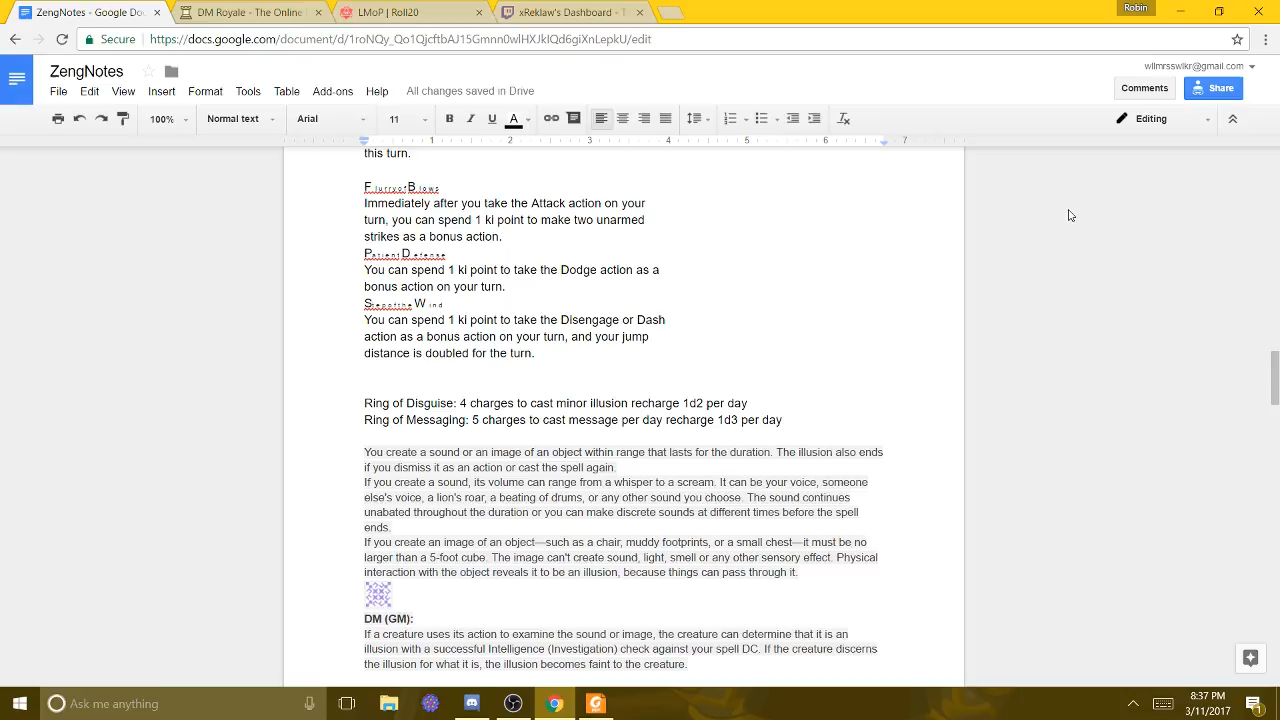 ZengNotes - Google Doc
DM Royale - The Online
LMoP | Roll20
xReklaw's Dashboard - T
Robin
Secure
https://docs.google.com/document/d/1roNQy_Qo1QjcftbAJ15Gmnn0wlHXJklQd6giXnLepkU/edit
ZengNotes
wllmrsswlkr@gmail.com
File Edit View Insert Format Tools Table Add-ons Help All changes saved in Drive
Comments
Share
100% Normal text Arial 11 B I U A Editing
1 2 3 4 5 6 7
this turn.
Flurry of Blows
Immediately after you take the Attack action on your
turn, you can spend 1 ki point to make two unarmed
strikes as a bonus action.
Patient Defense
You can spend 1 ki point to take the Dodge action as a
bonus action on your turn.
Step of the Wind
You can spend 1 ki point to take the Disengage or Dash
action as a bonus action on your turn, and your jump
distance is doubled for the turn.
Ring of Disguise: 4 charges to cast minor illusion recharge 1d2 per day
Ring of Messaging: 5 charges to cast message per day recharge 1d3 per day
You create a sound or an image of an object within range that lasts for the duration. The illusion also ends
if you dismiss it as an action or cast the spell again.
If you create a sound, its volume can range from a whisper to a scream. It can be your voice, someone
else's voice, a lion's roar, a beating of drums, or any other sound you choose. The sound continues
unabated throughout the duration or you can make discrete sounds at different times before the spell
ends.
If you create an image of an object—such as a chair, muddy footprints, or a small chest—it must be no
larger than a 5-foot cube. The image can't create sound, light, smell or any other sensory effect. Physical
interaction with the object reveals it to be an illusion, because things can pass through it.
DM (GM):
If a creature uses its action to examine the sound or image, the creature can determine that it is an
illusion with a successful Intelligence (Investigation) check against your spell DC. If the creature discerns
the illusion for what it is, the illusion becomes faint to the creature.
Ask me anything
8:37 PM
3/11/2017
1